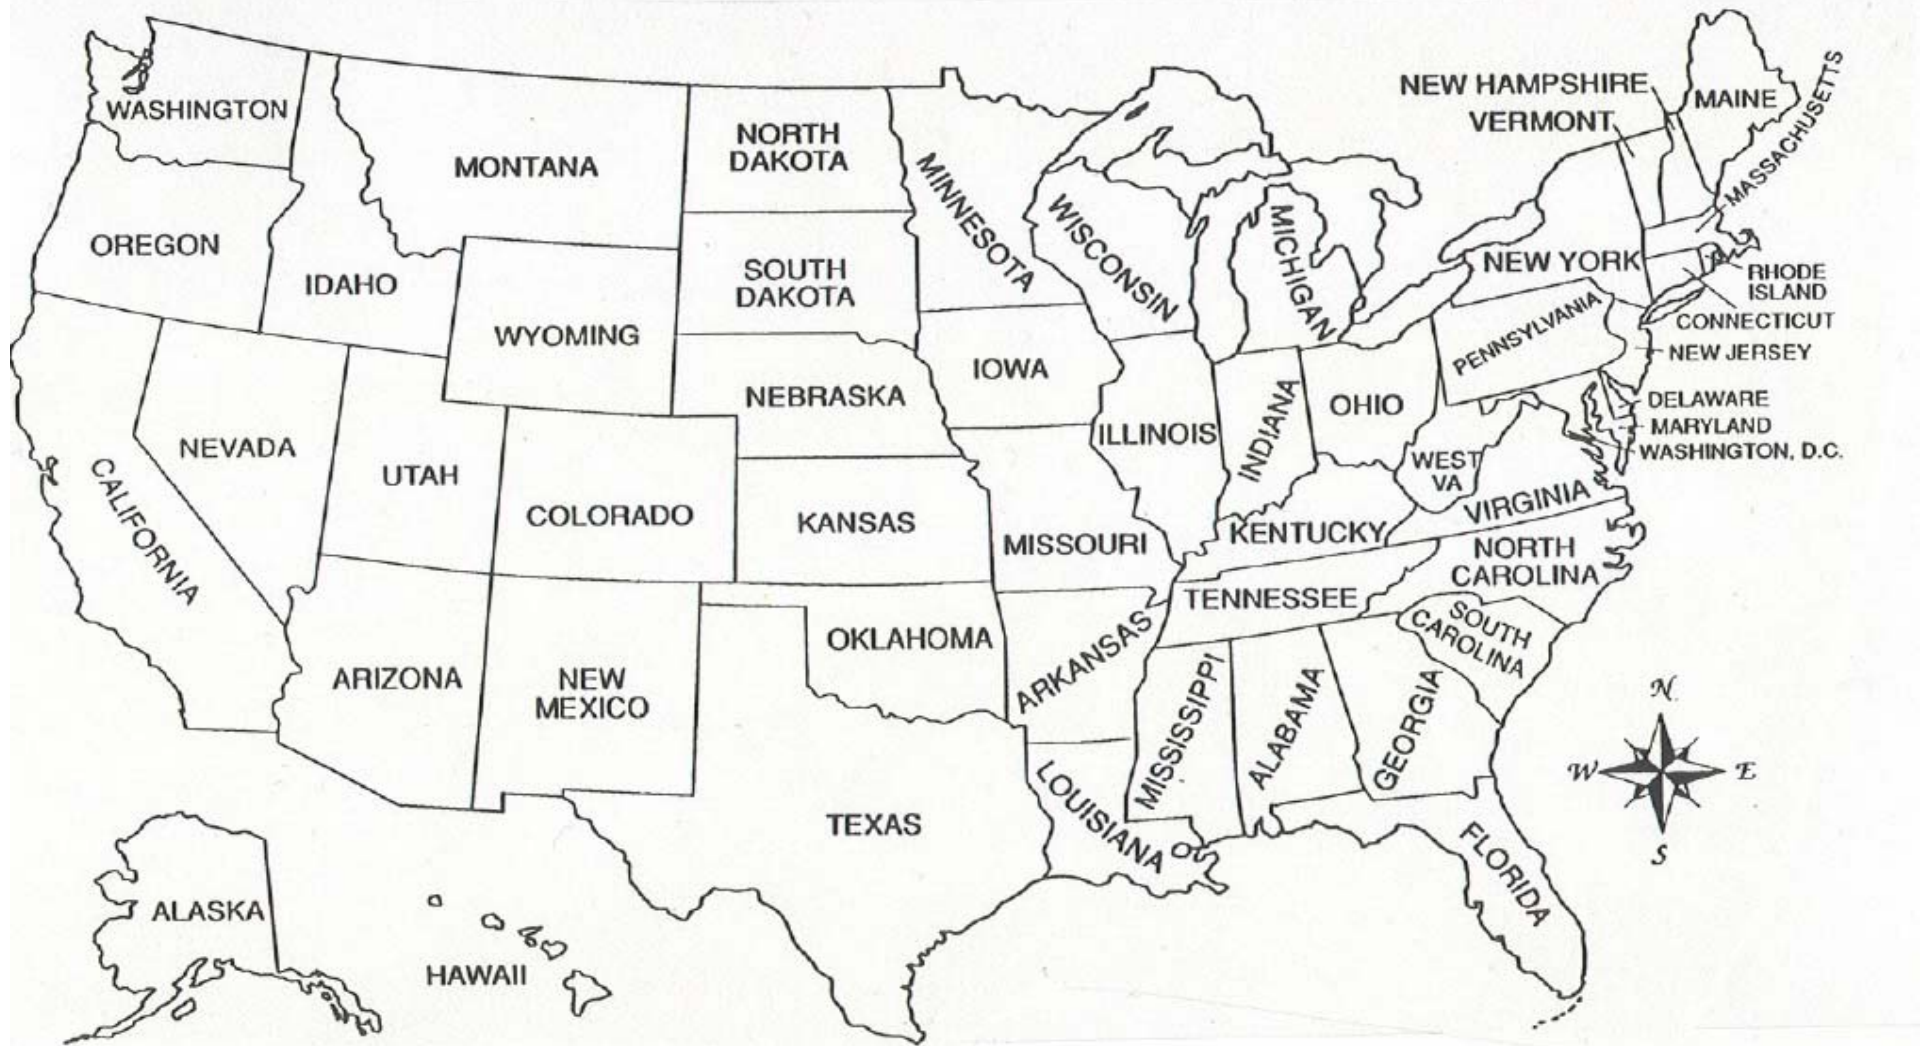 NEW HAMPSHIRE
VERMONT
MAINE
MASSACHUSETTS
WASHINGTON
MONTANA
NORTH
DAKOTA
MINNESOTA
OREGON
IDAHO
WYOMING
SOUTH
DAKOTA
WISCONSIN
MICHIGAN
NEW YORK
RHODE
ISLAND
CONNECTICUT
PENNSYLVANIA
NEW JERSEY
IOWA
NEBRASKA
ILLINOIS
INDIANA
OHIO
DELAWARE
MARYLAND
WASHINGTON, D.C.
NEVADA
UTAH
CALIFORNIA
COLORADO
KANSAS
MISSOURI
WEST
VA
VIRGINIA
KENTUCKY
NORTH
CAROLINA
TENNESSEE
SOUTH
CAROLINA
ARIZONA
NEW
MEXICO
OKLAHOMA
ARKANSAS
MISSISSIPPI
ALABAMA
GEORGIA
N
W
E
S
TEXAS
LOUISIANA
FLORIDA
ALASKA
HAWAII